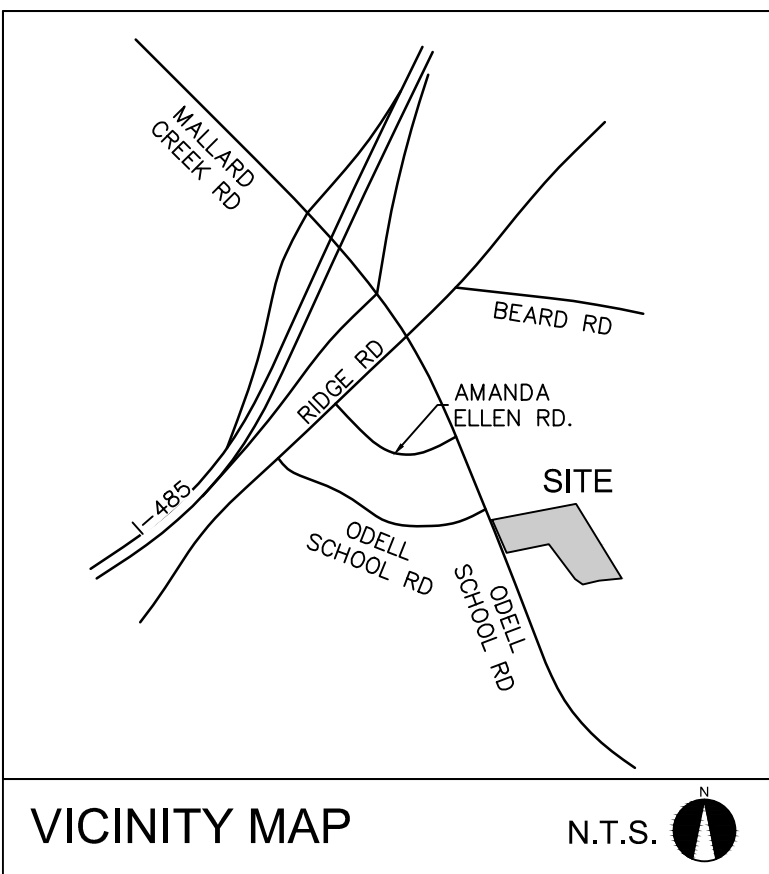 MALLARD
CREEK RD
BEARD RD
RIDGE RD
AMANDA
ELLEN RD.
SITE
I-485
ODELL
SCHOOL RD
ODELL
SCHOOL RD
VICINITY MAP
N.T.S.
N